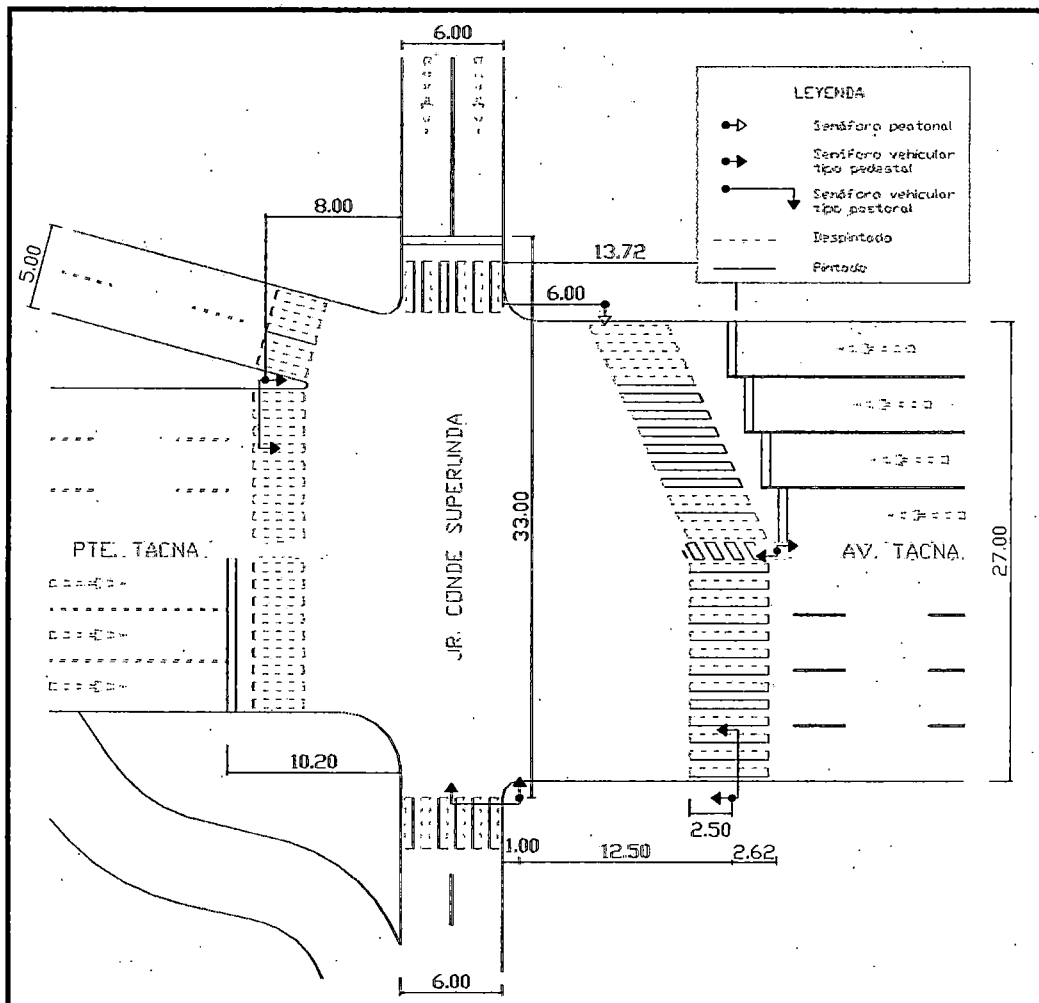 6.00
LEYENDA
Semáforo peatonal
Semáforo vehicular
tipo pedestal
Semáforo vehicular
tipo pastoral
Despintado
Pintado
8.00
5.00
13.72
6.00
JR. CONDE SUPERUNDA
33.00
PTE. TACNA.
AV. TACNA.
27.00
10.20
1.00
12.50
2.50
2.62
6.00